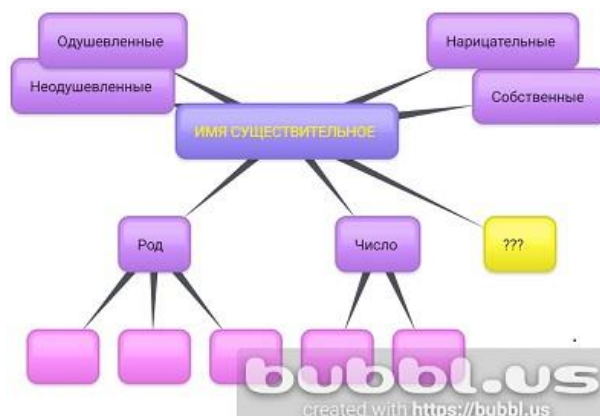 Одушевленные
Нарицательные
Неодушевленные
Собственные
ИМЯ СУЩЕСТВИТЕЛЬНОЕ
Род
Число
???
bubbl.us
created with https://bubbl.us